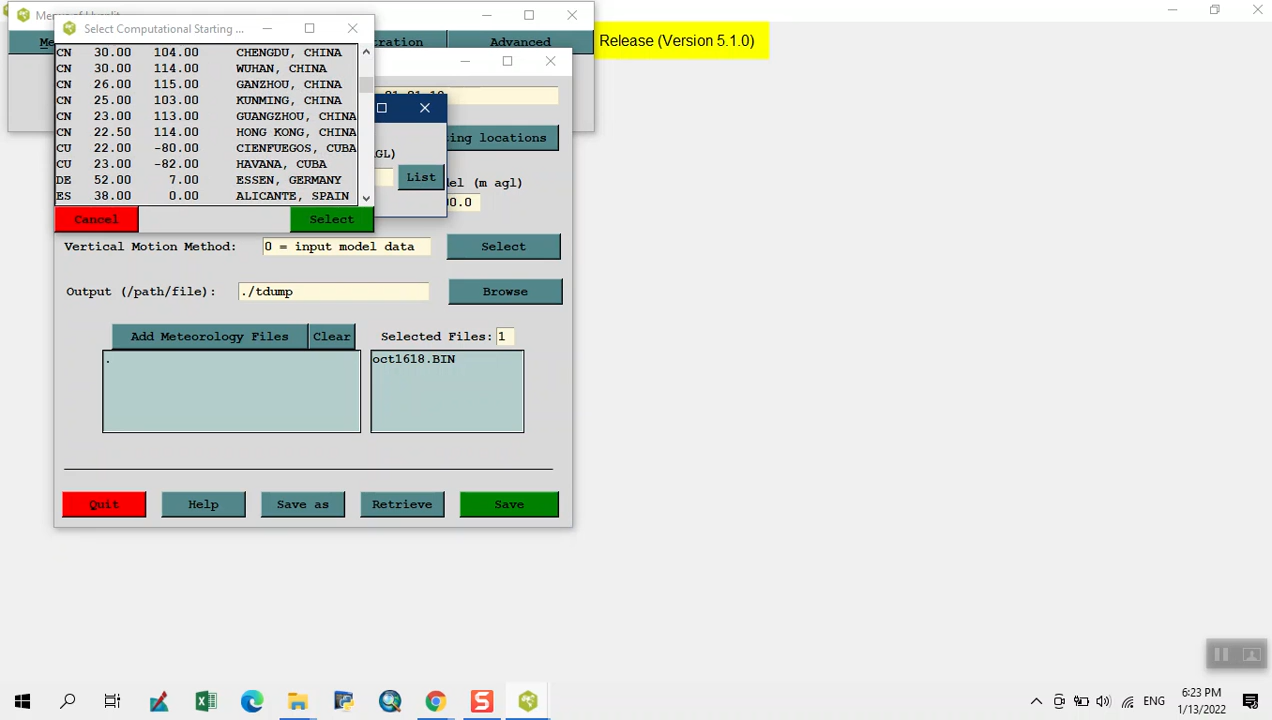 Select Computational Starting ...
Me
ration
Advanced
Release (Version 5.1.0)
CN 30.00 104.00 CHENGDU, CHINA
CN 30.00 114.00 WUHAN, CHINA
CN 26.00 115.00 GANZHOU, CHINA
CN 25.00 103.00 KUNMING, CHINA
CN 23.00 113.00 GUANGZHOU, CHINA
CN 22.50 114.00 HONG KONG, CHINA
CU 22.00 -80.00 CIENFUEGOS, CUBA
CU 23.00 -82.00 HAVANA, CUBA
DE 52.00 7.00 ESSEN, GERMANY
ES 38.00 0.00 ALICANTE, SPAIN
Cancel
Select
ing locations
GL)
List
del (m agl)
00.0
Vertical Motion Method: 0 = input model data Select
Output (/path/file): ./tdump Browse
Add Meteorology Files Clear Selected Files: 1
.
oct1618.BIN
Quit Help Save as Retrieve Save
ENG
6:23 PM
1/13/2022